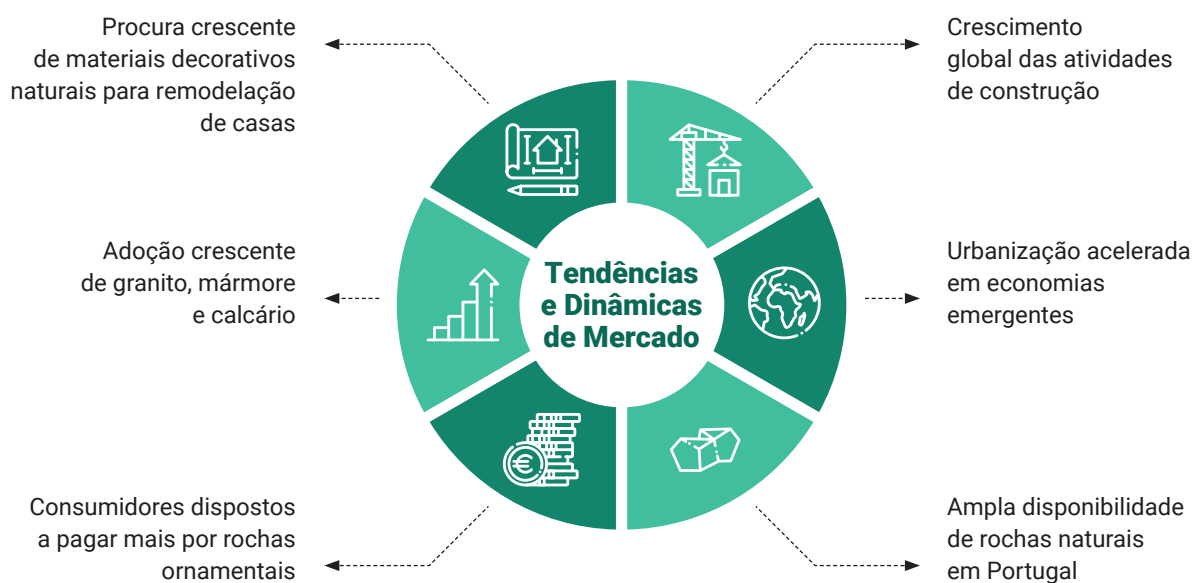 Procura crescente
de materiais decorativos
naturais para remodelação
de casas
Crescimento
global das atividades
de construção
Adoção crescente
de granito, mármore
e calcário
Tendências
e Dinâmicas
de Mercado
Urbanização acelerada
em economias
emergentes
€
Consumidores dispostos
a pagar mais por rochas
ornamentais
Ampla disponibilidade
de rochas naturais
em Portugal